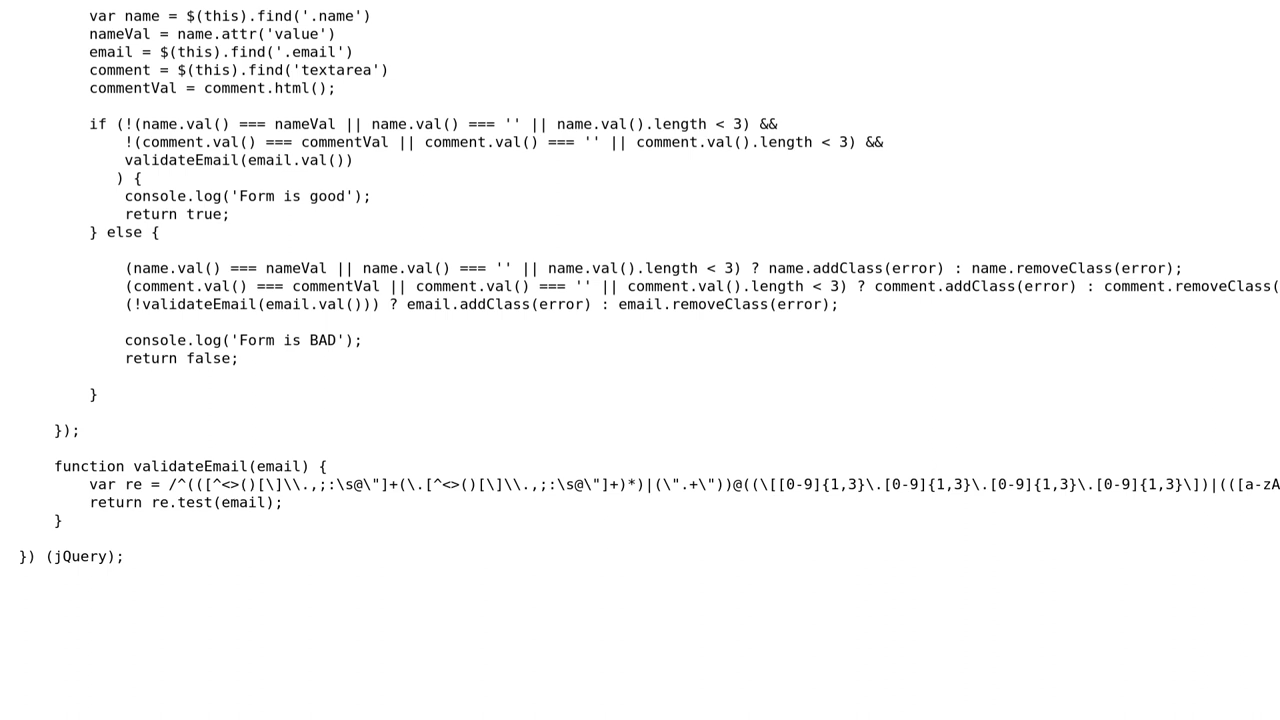 var name = $(this).find('.name')
nameVal = name.attr('value')
email = $(this).find('.email')
comment = $(this).find('textarea')
commentVal = comment.html();
if (!(name.val() === nameVal || name.val() === '' || name.val().length < 3) &&
!(comment.val() === commentVal || comment.val() === '' || comment.val().length < 3) &&
validateEmail(email.val())
) {
console.log('Form is good');
return true;
} else {
(name.val() === nameVal || name.val() === '' || name.val().length < 3) ? name.addClass(error) : name.removeClass(error);
(comment.val() === commentVal || comment.val() === '' || comment.val().length < 3) ? comment.addClass(error) : comment.removeClass(
(!validateEmail(email.val())) ? email.addClass(error) : email.removeClass(error);
console.log('Form is BAD');
return false;
}
});
function validateEmail(email) {
var re = /^(([^<>()[\]\\.,;:\s@\"]+(\.[^<>()[\]\\.,;:\s@\"]+)*)|(\".+\"))@((\[[0-9]{1,3}\.[0-9]{1,3}\.[0-9]{1,3}\.[0-9]{1,3}\])|(([a-zA
return re.test(email);
}
}) (jQuery);